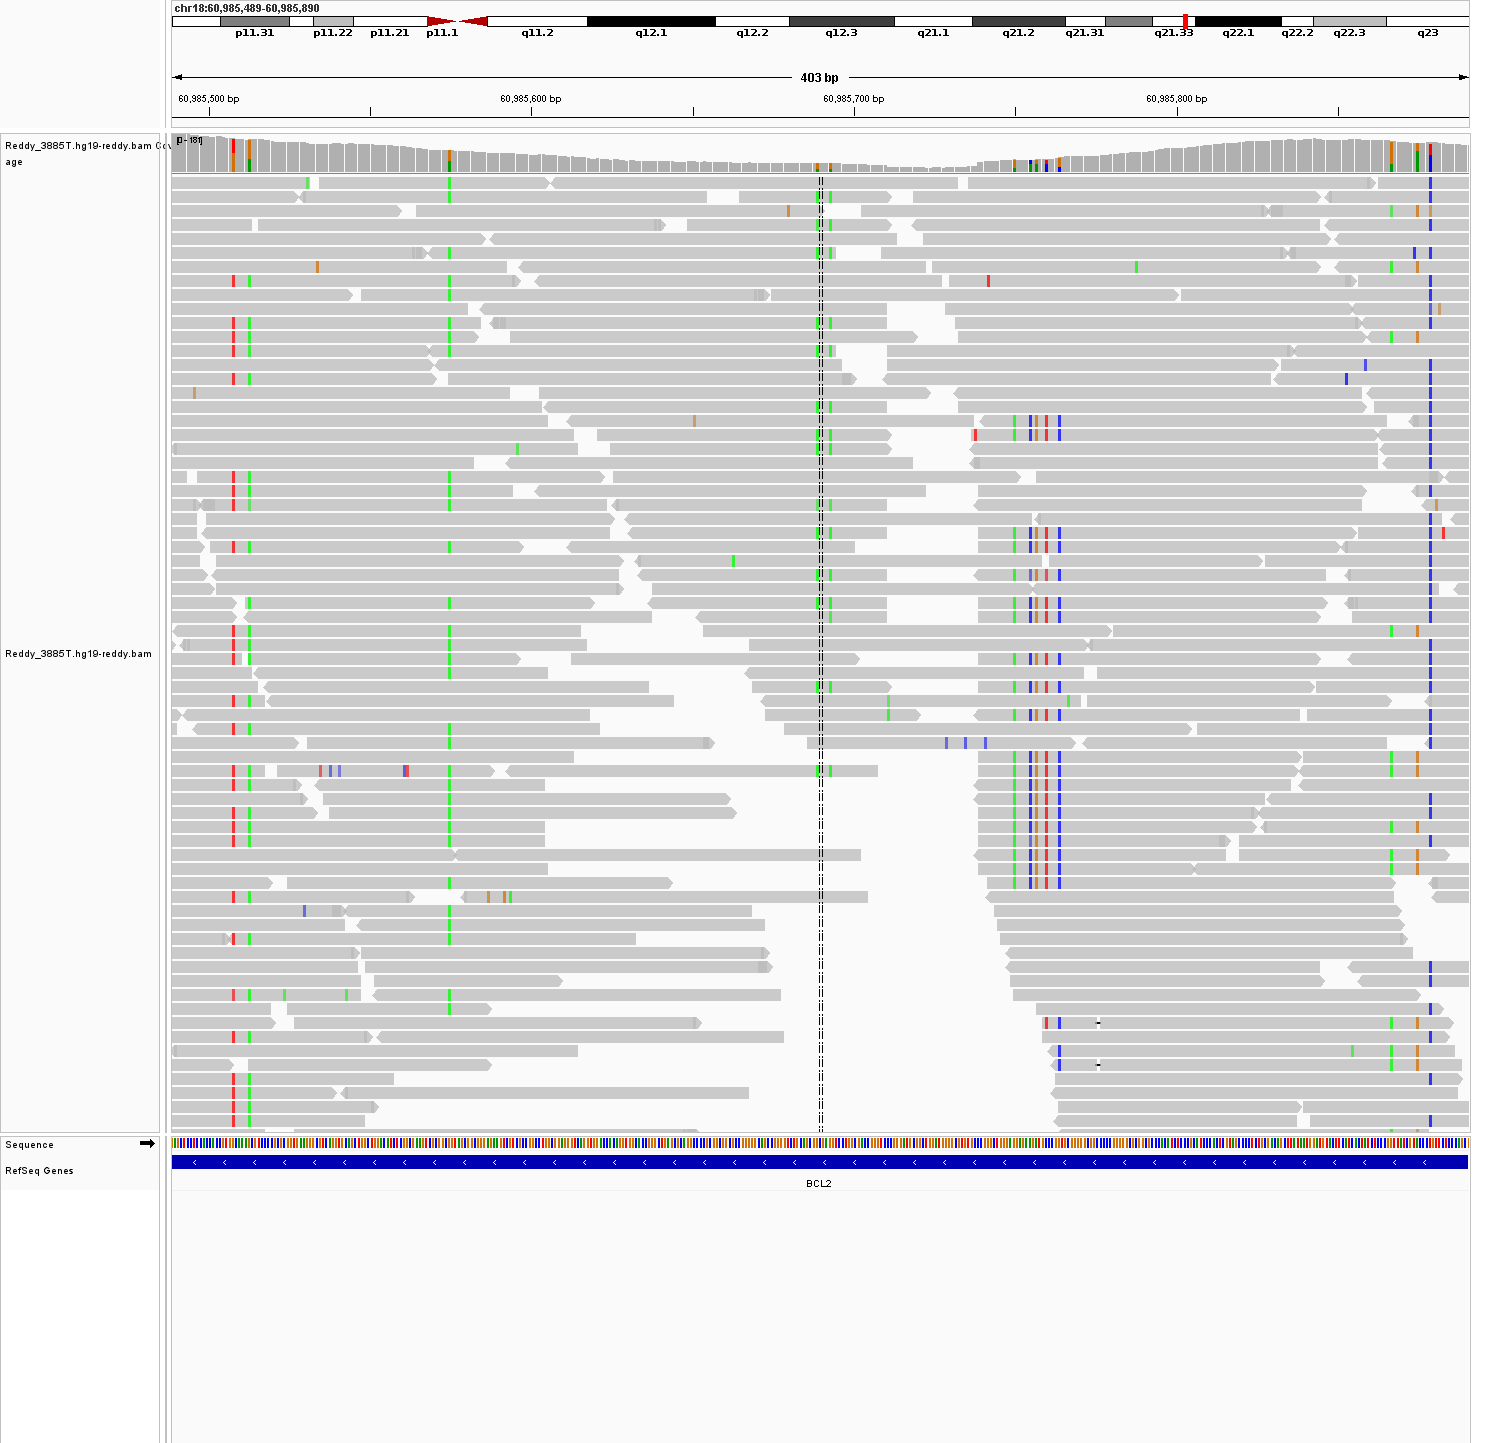 chr18:60,985,489-60,985,890
p11.31 p11.22 p11.21 p11.1 q11.2 q12.1 q12.2 q12.3 q21.1 q21.2 q21.31 q21.33 q22.1 q22.2 q22.3 q23
403 bp
60,985,500 bp 60,985,600 bp 60,985,700 bp 60,985,800 bp
Reddy_3885T.hg19-reddy.bam Cov
age
[0 - 181]
Reddy_3885T.hg19-reddy.bam
Sequence
RefSeq Genes
BCL2